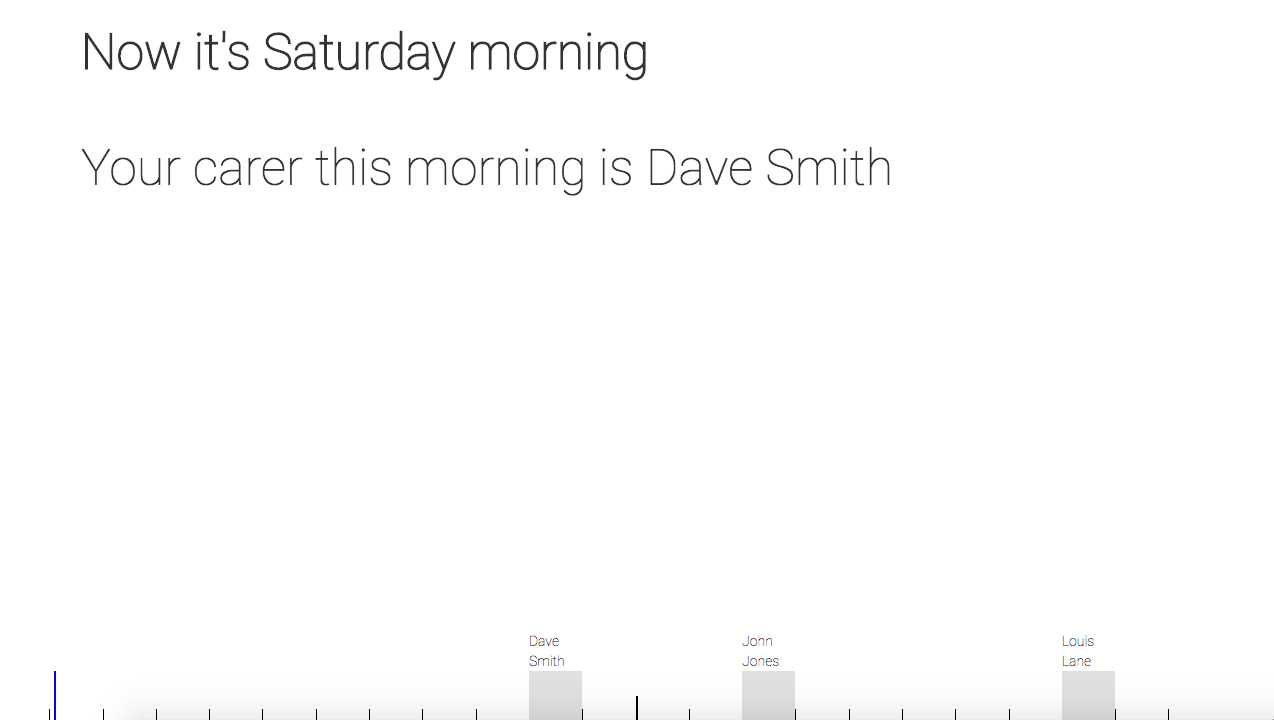 Now it's Saturday morning
Your carer this morning is Dave Smith
Dave
Smith
John
Jones
Louis
Lane